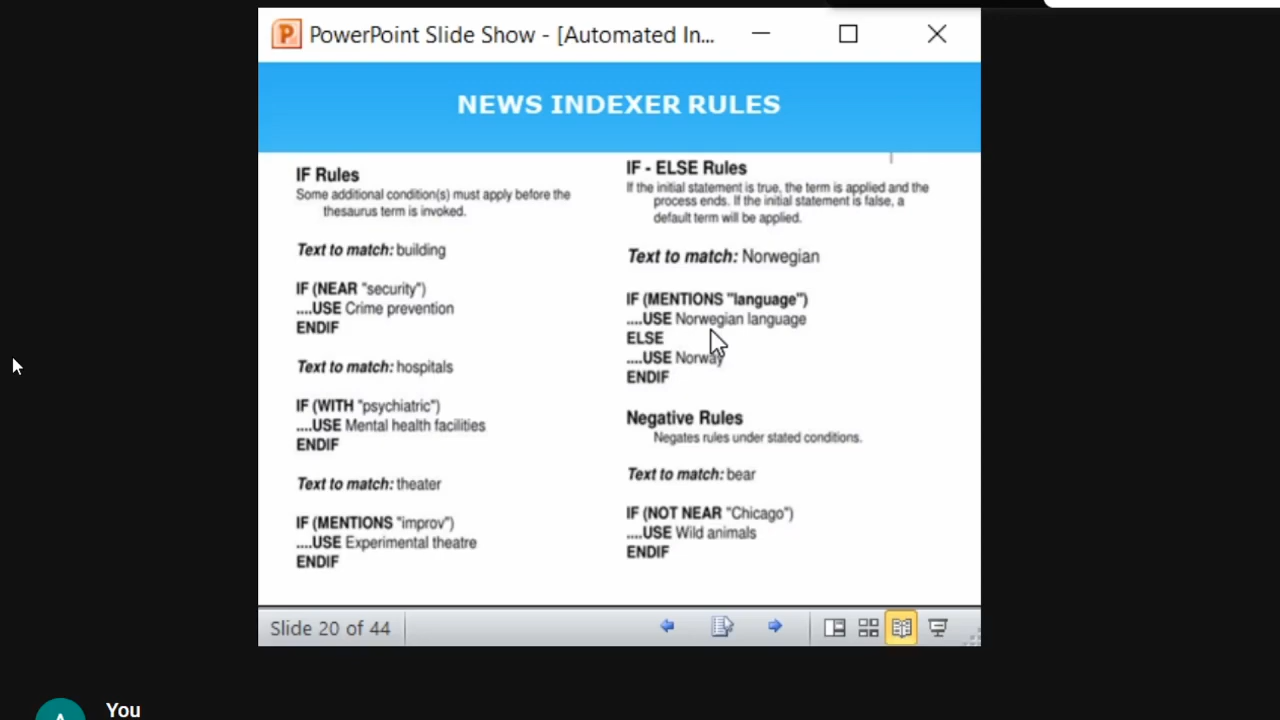 PowerPoint Slide Show - [Automated In...
NEWS INDEXER RULES
IF Rules
Some additional condition(s) must apply before the
thesaurus term is invoked.
Text to match: building
IF (NEAR "security")
....USE Crime prevention
ENDIF
Text to match: hospitals
IF (WITH "psychiatric")
....USE Mental health facilities
ENDIF
Text to match: theater
IF (MENTIONS "improv")
....USE Experimental theatre
ENDIF
IF - ELSE Rules
If the initial statement is true, the term is applied and the
process ends. If the initial statement is false, a
default term will be applied.
Text to match: Norwegian
IF (MENTIONS "language")
....USE Norwegian language
ELSE
....USE Norway
ENDIF
Negative Rules
Negates rules under stated conditions.
Text to match: bear
IF (NOT NEAR "Chicago")
....USE Wild animals
ENDIF
Slide 20 of 44
You